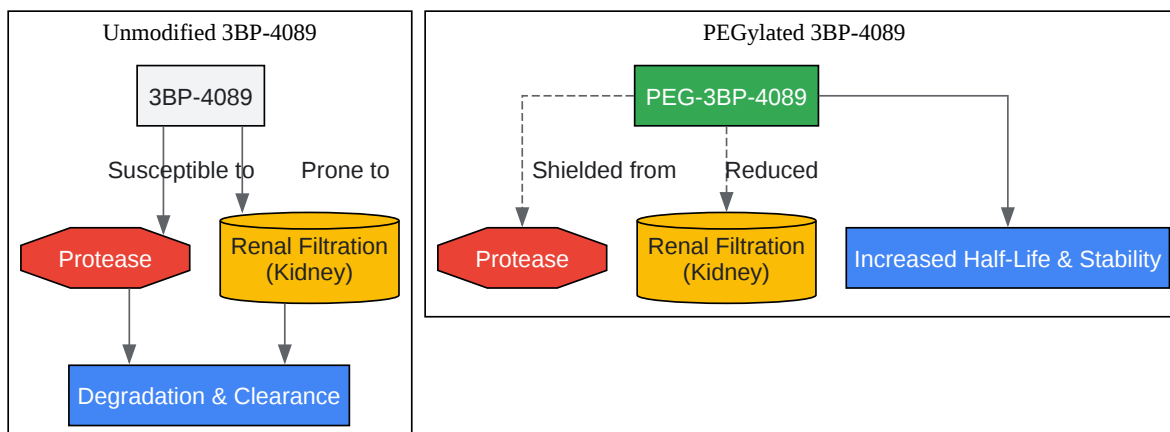 Unmodified 3BP-4089
3BP-4089
Susceptible to
Prone to
Protease
Renal Filtration
(Kidney)
Degradation & Clearance
PEGylated 3BP-4089
PEG-3BP-4089
Shielded from
Reduced
Protease
Renal Filtration
(Kidney)
Increased Half-Life & Stability